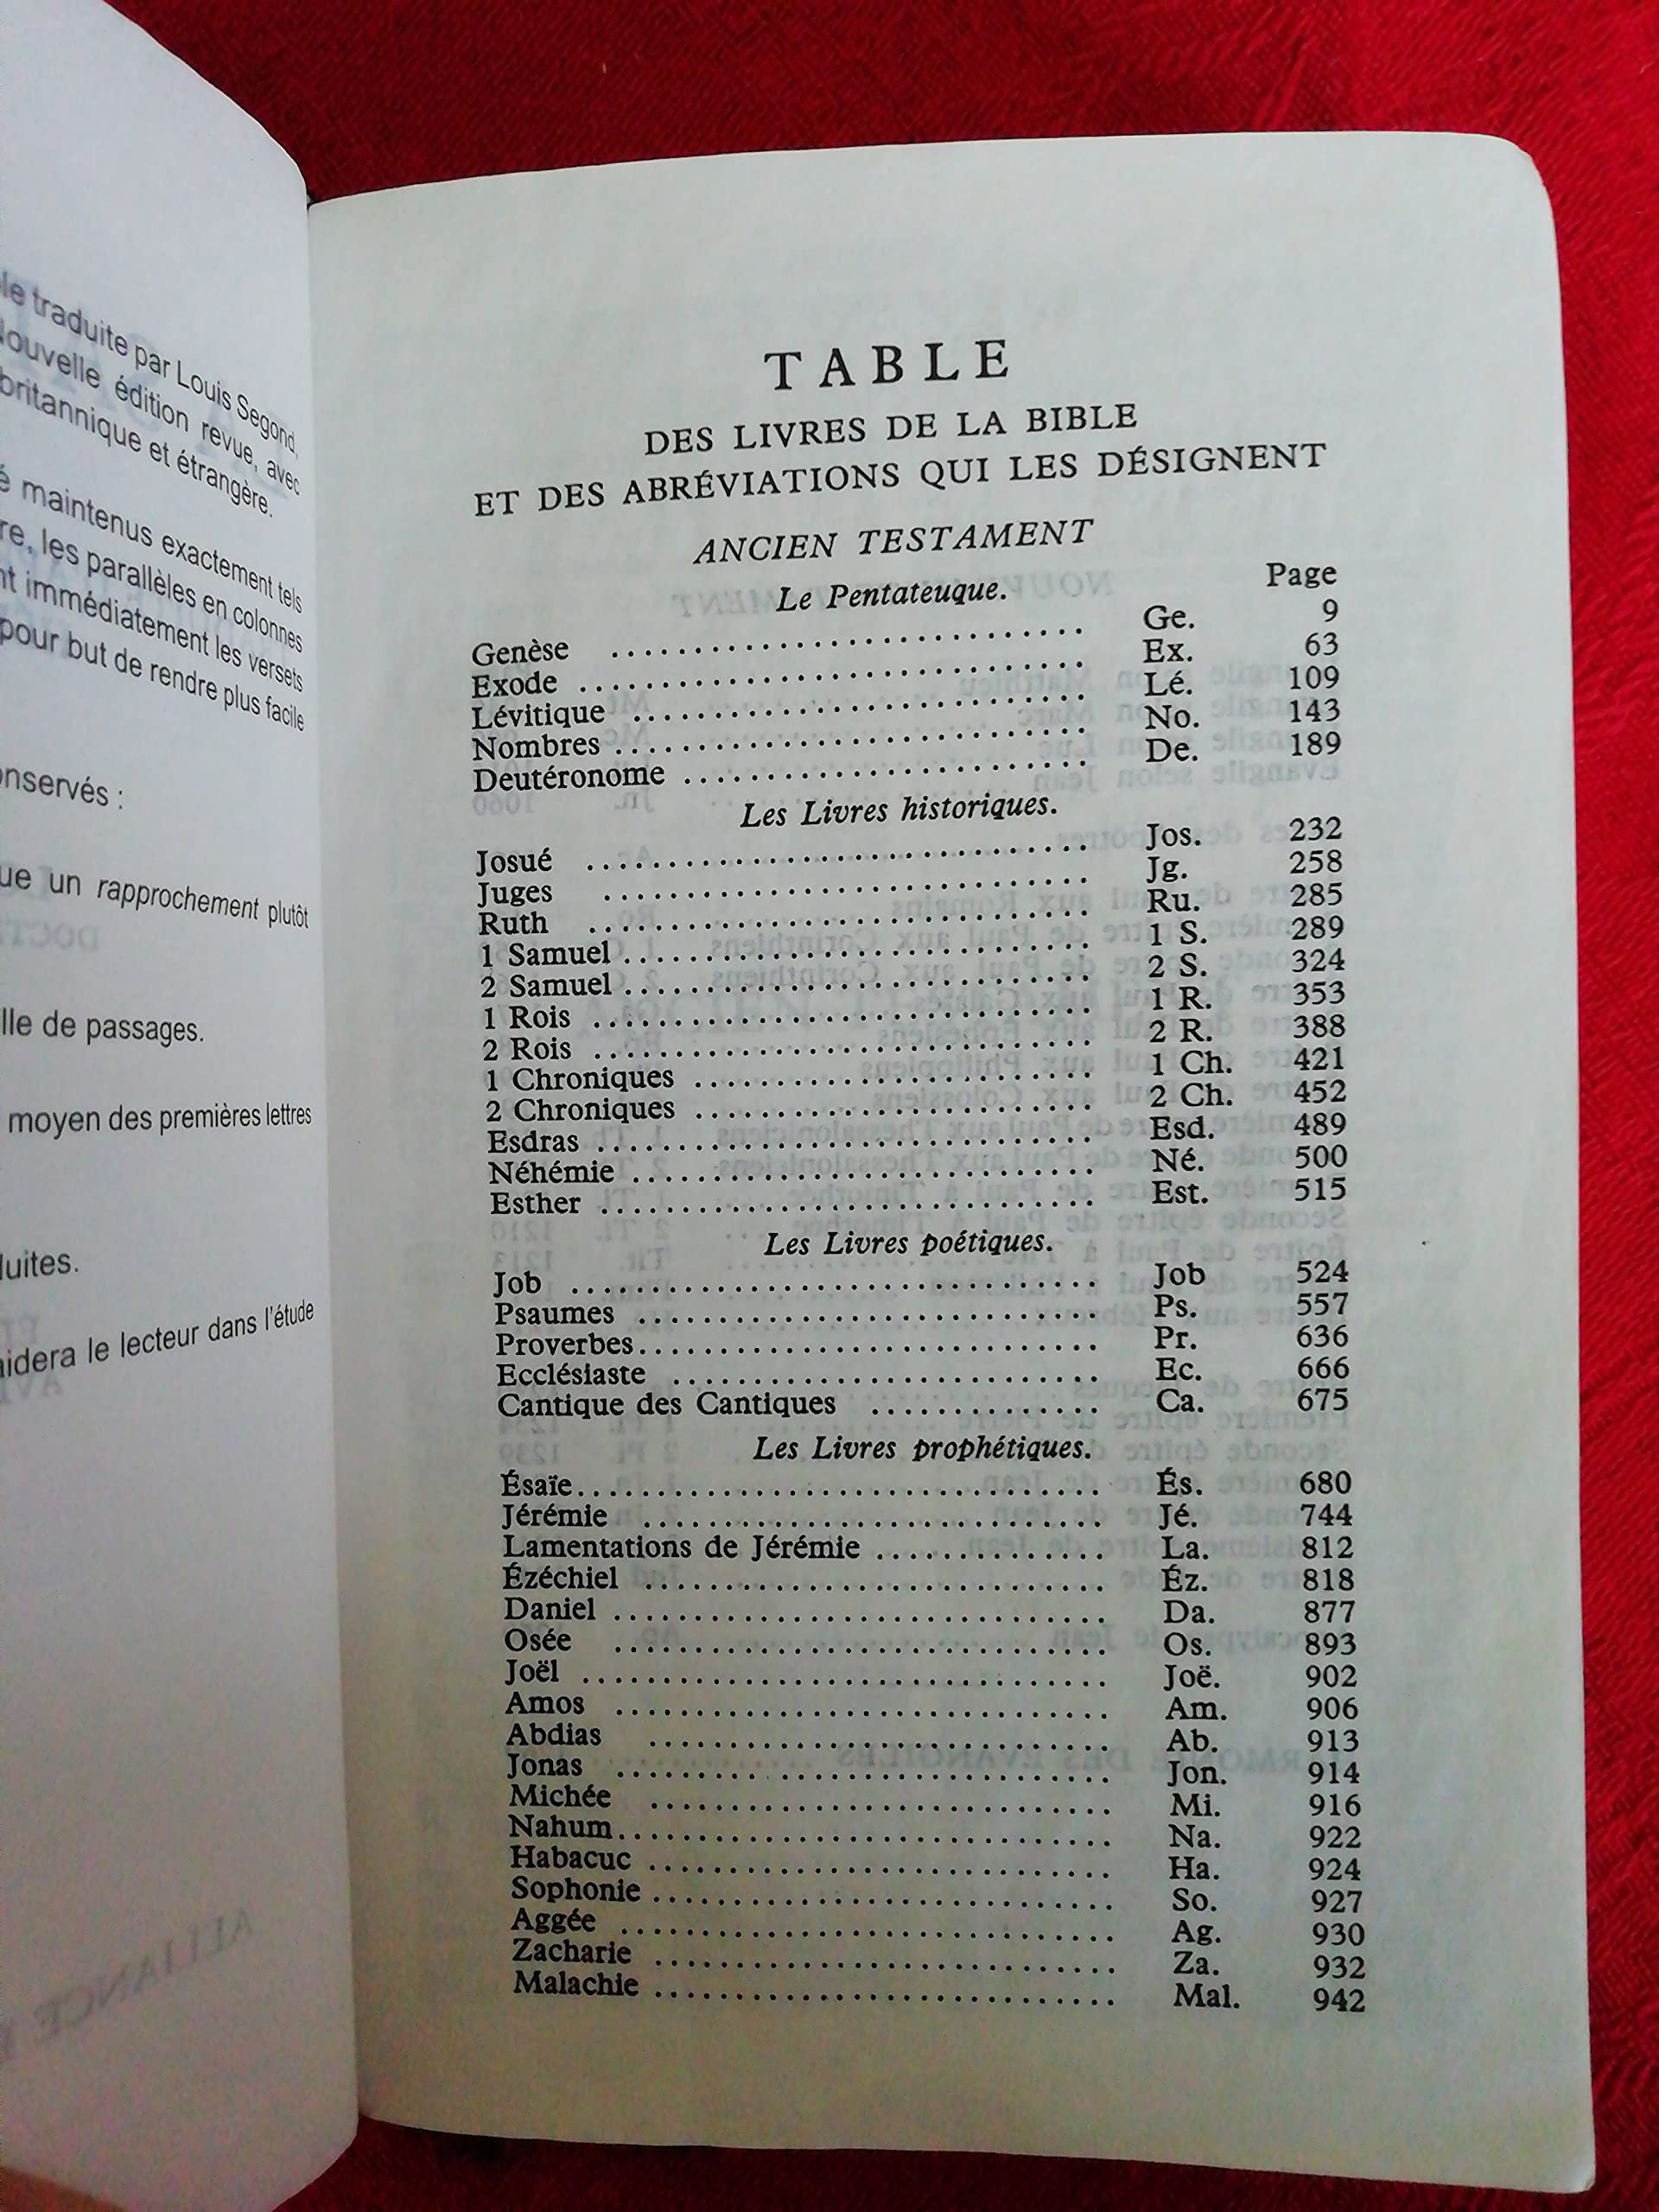 le traduite par Louis Segond,
Nouvelle édition revue, avec
britannique et étrangère.
é maintenus exactement tels
re, les parallèles en colonnes
nt immédiatement les versets
pour but de rendre plus facile
onservés :
ue un rapprochement plutôt
lle de passages.
moyen des premières lettres
duites.
aidera le lecteur dans l'étude
ALLIANCE
TABLE
DES LIVRES DE LA BIBLE
ET DES ABRÉVIATIONS QUI LES DÉSIGNENT
ANCIEN TESTAMENT
Le Pentateuque. Page
Genèse .............................. Ge. 9
Exode .............................. Ex. 63
Lévitique .............................. Lé. 109
Nombres .............................. No. 143
Deutéronome .............................. De. 189
Les Livres historiques.
Josué .............................. Jos. 232
Juges .............................. Jg. 258
Ruth .............................. Ru. 285
1 Samuel .............................. 1 S. 289
2 Samuel .............................. 2 S. 324
1 Rois .............................. 1 R. 353
2 Rois .............................. 2 R. 388
1 Chroniques .............................. 1 Ch. 421
2 Chroniques .............................. 2 Ch. 452
Esdras .............................. Esd. 489
Néhémie .............................. Né. 500
Esther .............................. Est. 515
Les Livres poétiques.
Job .............................. Job 524
Psaumes .............................. Ps. 557
Proverbes .............................. Pr. 636
Ecclésiaste .............................. Ec. 666
Cantique des Cantiques .............. Ca. 675
Les Livres prophétiques.
Ésaïe .............................. És. 680
Jérémie .............................. Jé. 744
Lamentations de Jérémie .............. La. 812
Ézéchiel .............................. Éz. 818
Daniel .............................. Da. 877
Osée .............................. Os. 893
Joël .............................. Joë. 902
Amos .............................. Am. 906
Abdias .............................. Ab. 913
Jonas .............................. Jon. 914
Michée .............................. Mi. 916
Nahum .............................. Na. 922
Habacuc .............................. Ha. 924
Sophonie .............................. So. 927
Aggée .............................. Ag. 930
Zacharie .............................. Za. 932
Malachie .............................. Mal. 942